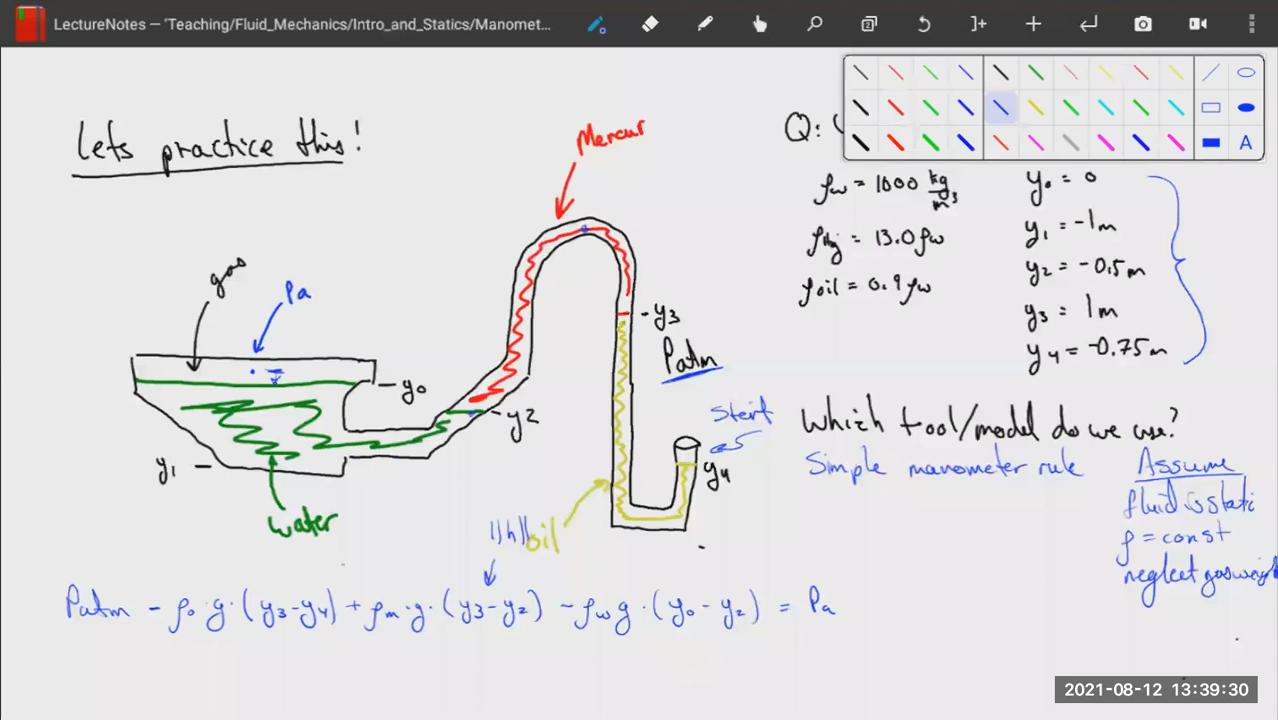 LectureNotes — ‘Teaching/Fluid_Mechanics/Intro_and_Statics/Manomet...
Lets practice this!
Mercur
Q:
ρw = 1000 kg/m³
ρHg = 13.0 ρw
ρoil = 0.9 ρw
y0 = 0
y1 = -1m
y2 = -0.5m
y3 = 1m
y4 = -0.75m
gas
Pa
y0
y1
y2
y3
Patm
Start
y4
water
oil
Which tool/model do we use?
Simple manometer rule
Assume
fluid is static
ρ = const
neglect gas weight
Patm - ρo·g·(y3-y4) + ρm·g·(y3-y2) - ρw g·(y0-y2) = Pa
A
2021-08-12 13:39:30